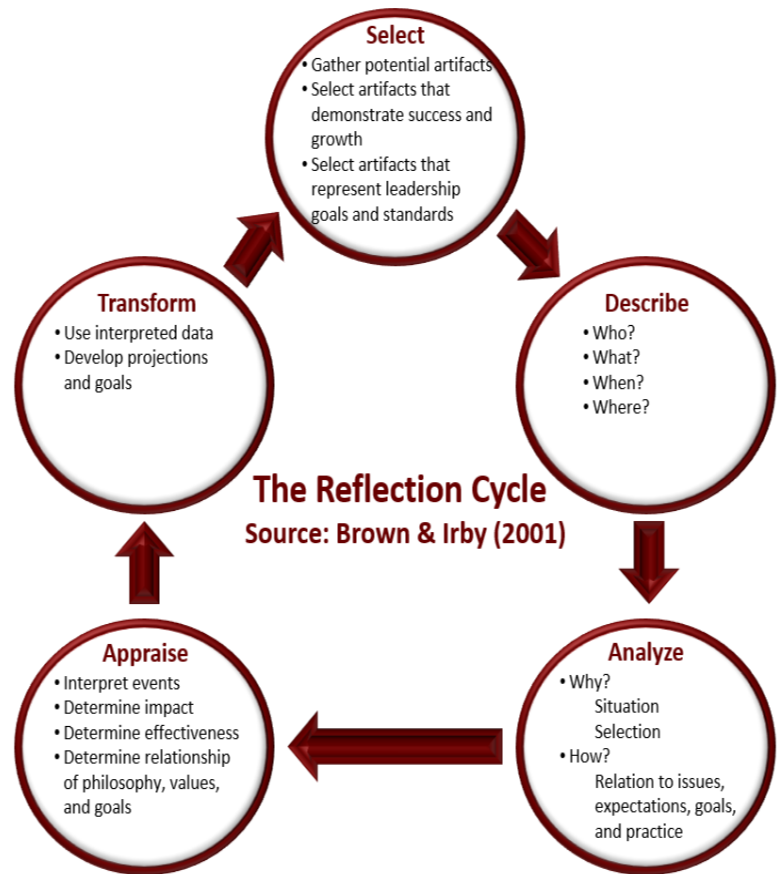 Select
• Gather potential artifacts
• Select artifacts that
demonstrate success and
growth
• Select artifacts that
represent leadership
goals and standards
Describe
• Who?
• What?
• When?
• Where?
Analyze
• Why?
Situation
Selection
• How?
Relation to issues,
expectations, goals,
and practice
Appraise
• Interpret events
• Determine impact
• Determine effectiveness
• Determine relationship
of philosophy, values,
and goals
Transform
• Use interpreted data
• Develop projections
and goals
The Reflection Cycle
Source: Brown & Irby (2001)